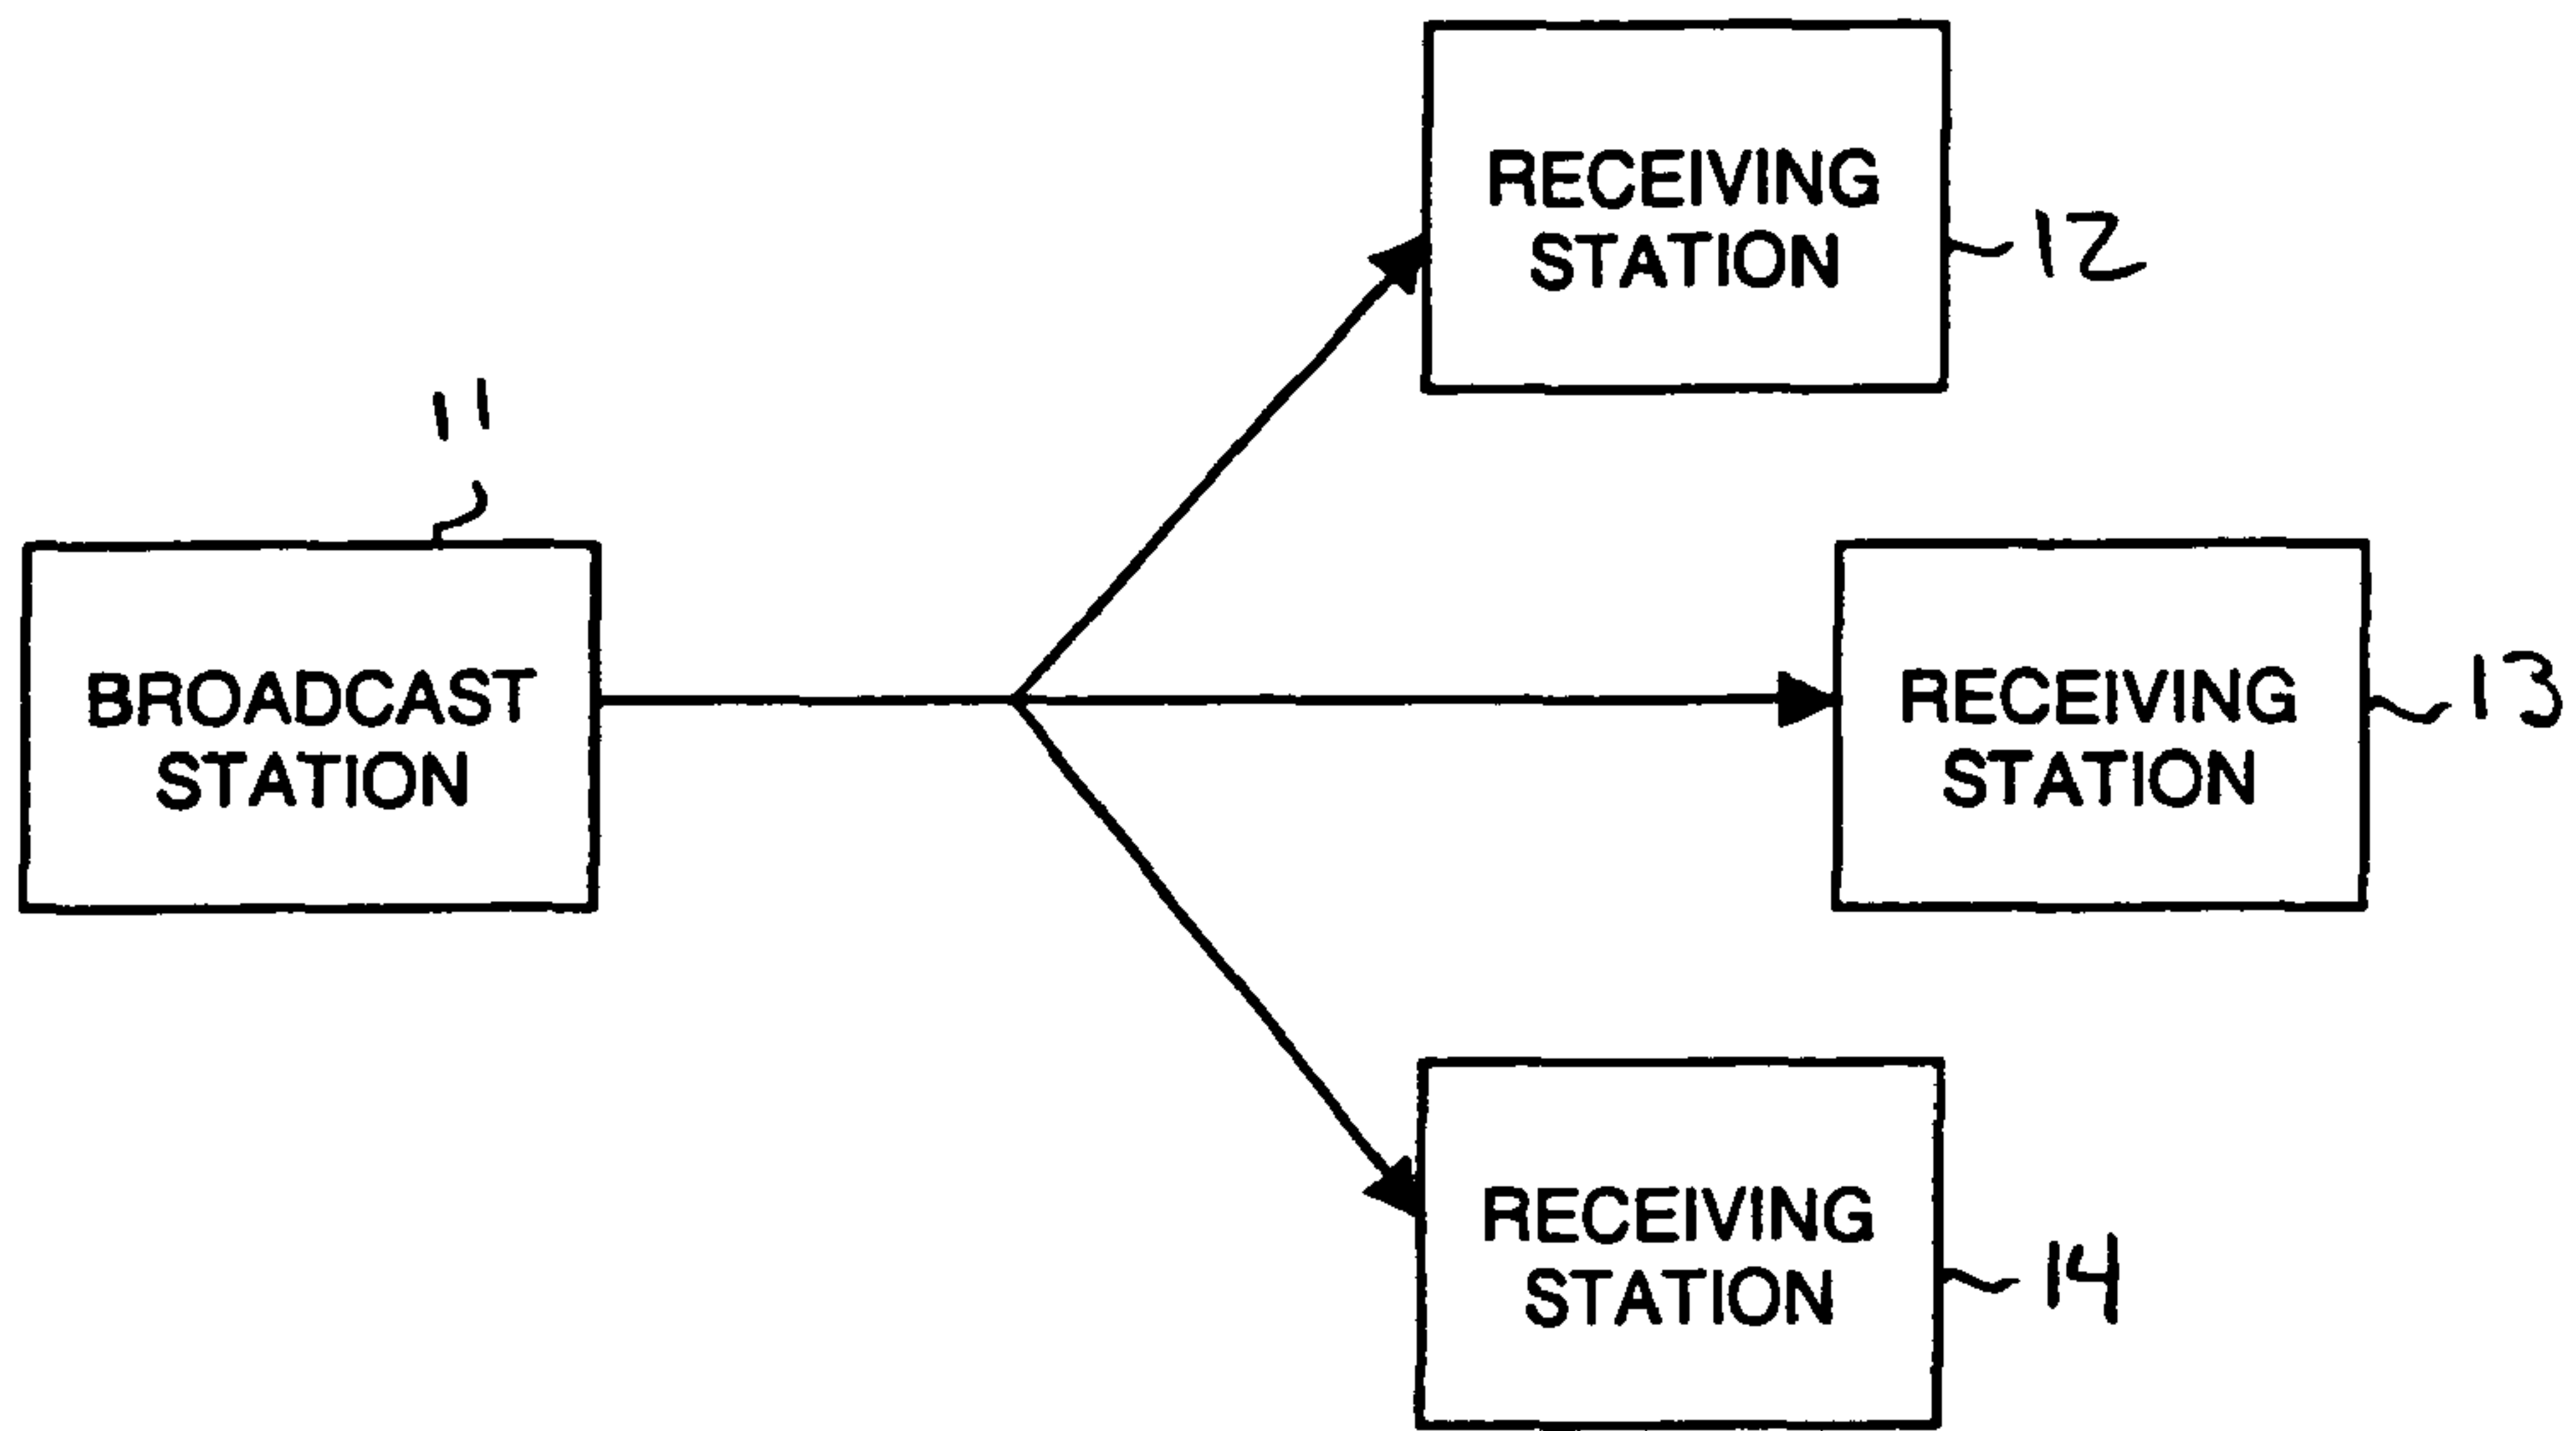 RECEIVING
STATION
12
11
BROADCAST
STATION
RECEIVING
STATION
13
RECEIVING
STATION
14